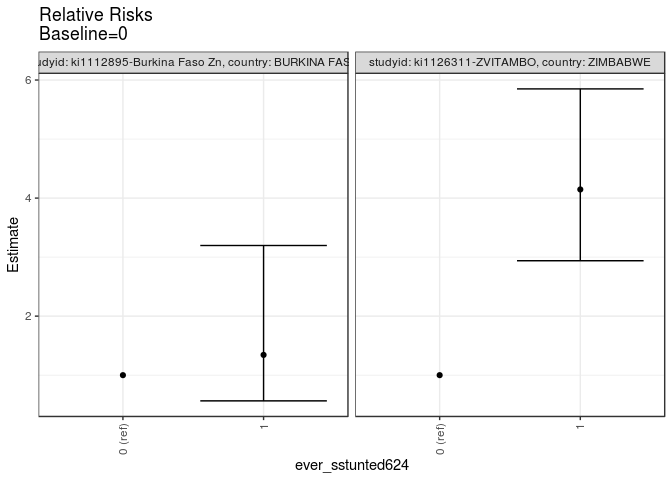 Relative Risks
Baseline=0
udyid: ki1112895-Burkina Faso Zn, country: BURKINA FAS
studyid: ki1126311-ZVITAMBO, country: ZIMBABWE
6
4
2
Estimate
0 (ref)
1
0 (ref)
1
ever_sstunted624